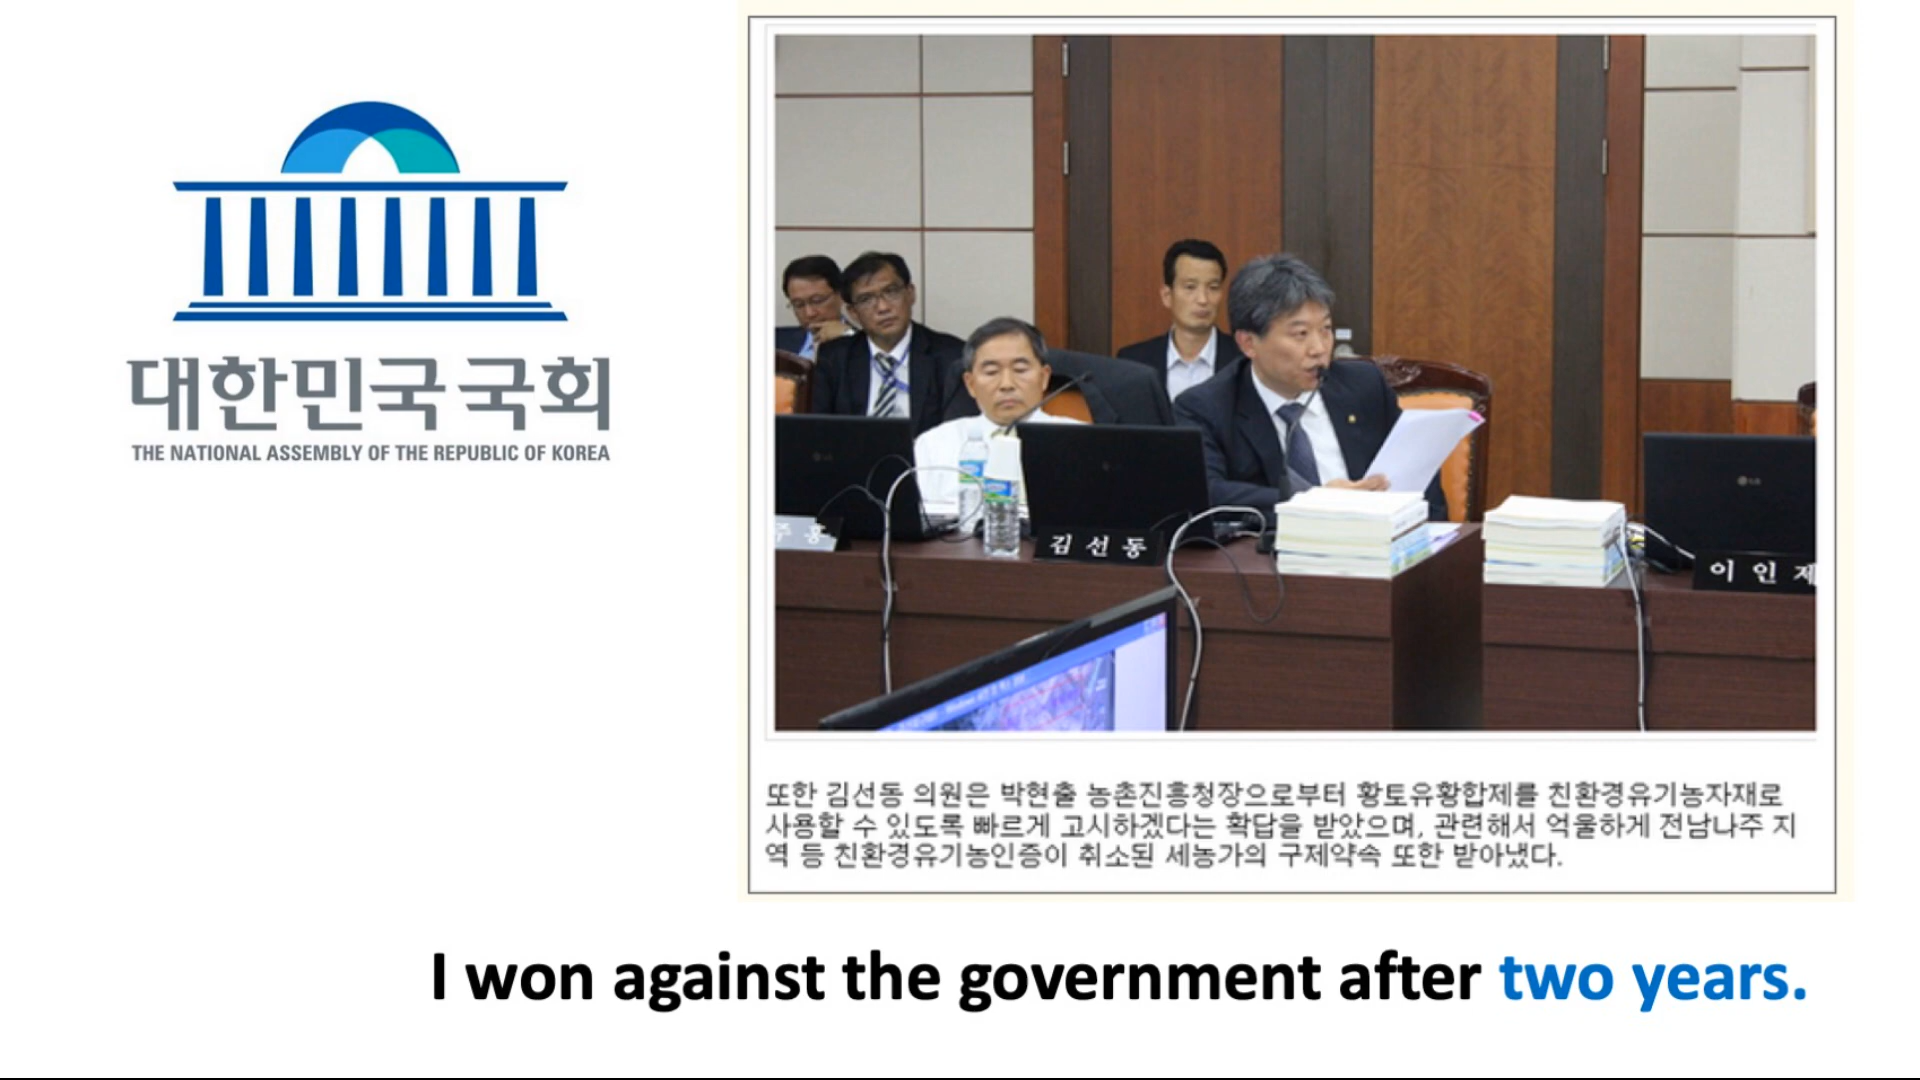 대한민국국회
THE NATIONAL ASSEMBLY OF THE REPUBLIC OF KOREA
주홍
김선동
이인제
또한 김선동 의원은 박현출 농촌진흥청장으로부터 황토유황합제를 친환경유기농자재로
사용할 수 있도록 빠르게 고시하겠다는 확답을 받았으며, 관련해서 억울하게 전남나주 지
역 등 친환경유기농인증이 취소된 세농가의 구제약속 또한 받아냈다.
I won against the government after two years.